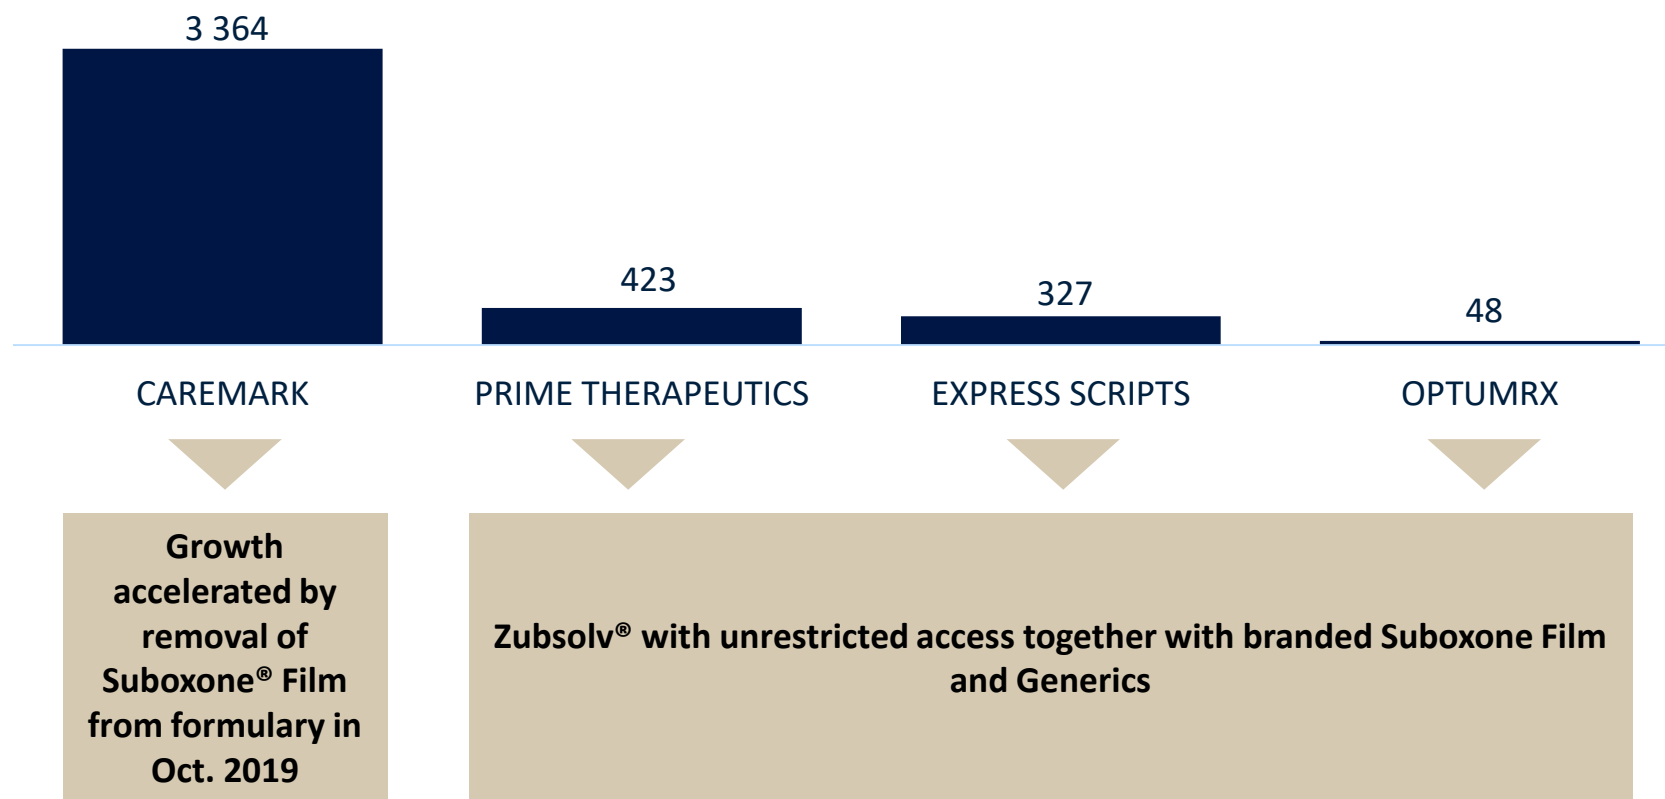 3 364
423
327
48
CAREMARK
PRIME THERAPEUTICS
EXPRESS SCRIPTS
OPTUMRX
Growth
accelerated by
removal of
Suboxone® Film
from formulary in
Oct. 2019
Zubsolv® with unrestricted access together with branded Suboxone Film
and Generics